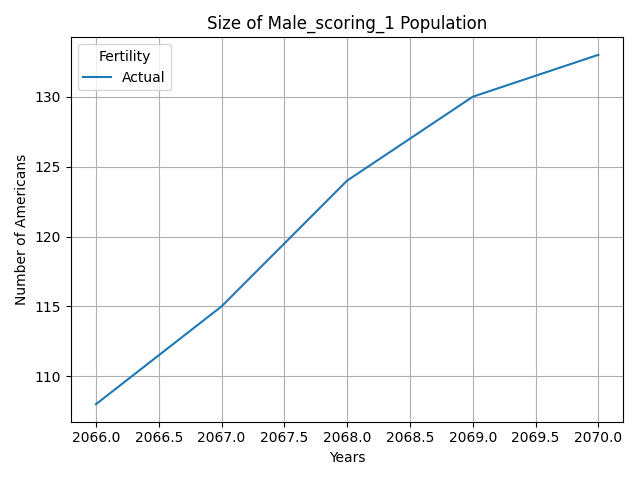 Size of Male_scoring_1 Population
Fertility
Actual
Number of Americans
130
125
120
115
110
2066.0 2066.5 2067.0 2067.5 2068.0 2068.5 2069.0 2069.5 2070.0
Years